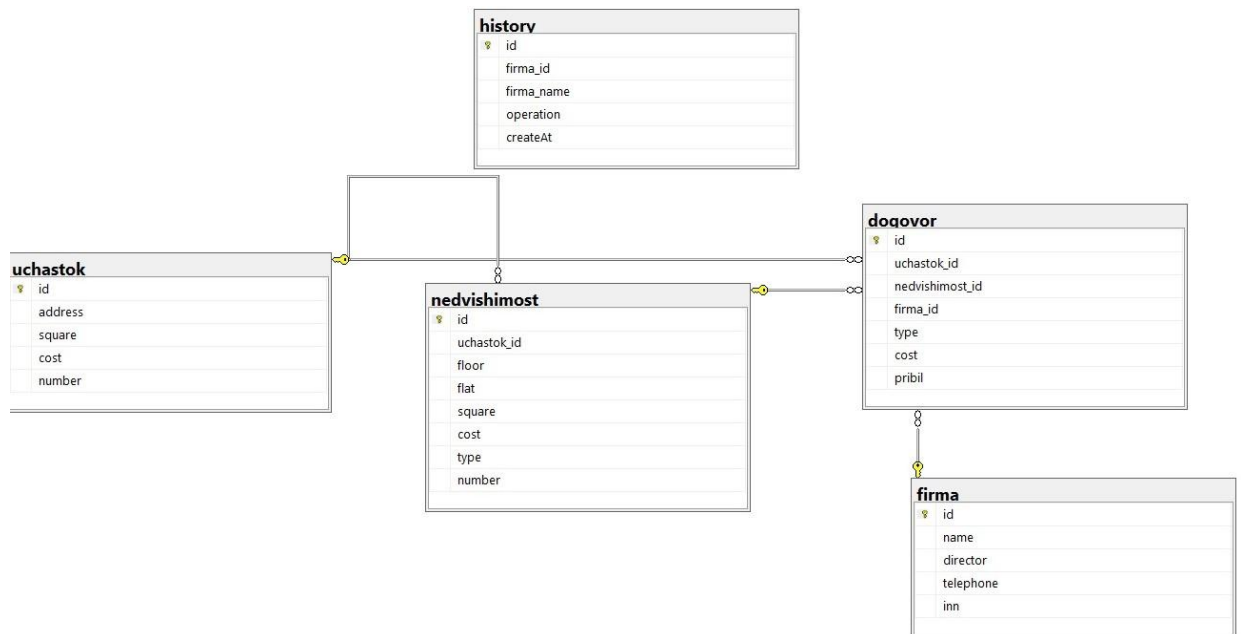 history
id
firma_id
firma_name
operation
createAt
uchastok
id
address
square
cost
number
nedvishimost
id
uchastok_id
floor
flat
square
cost
type
number
dogovor
id
uchastok_id
nedvishimost_id
firma_id
type
cost
pribil
firma
id
name
director
telephone
inn